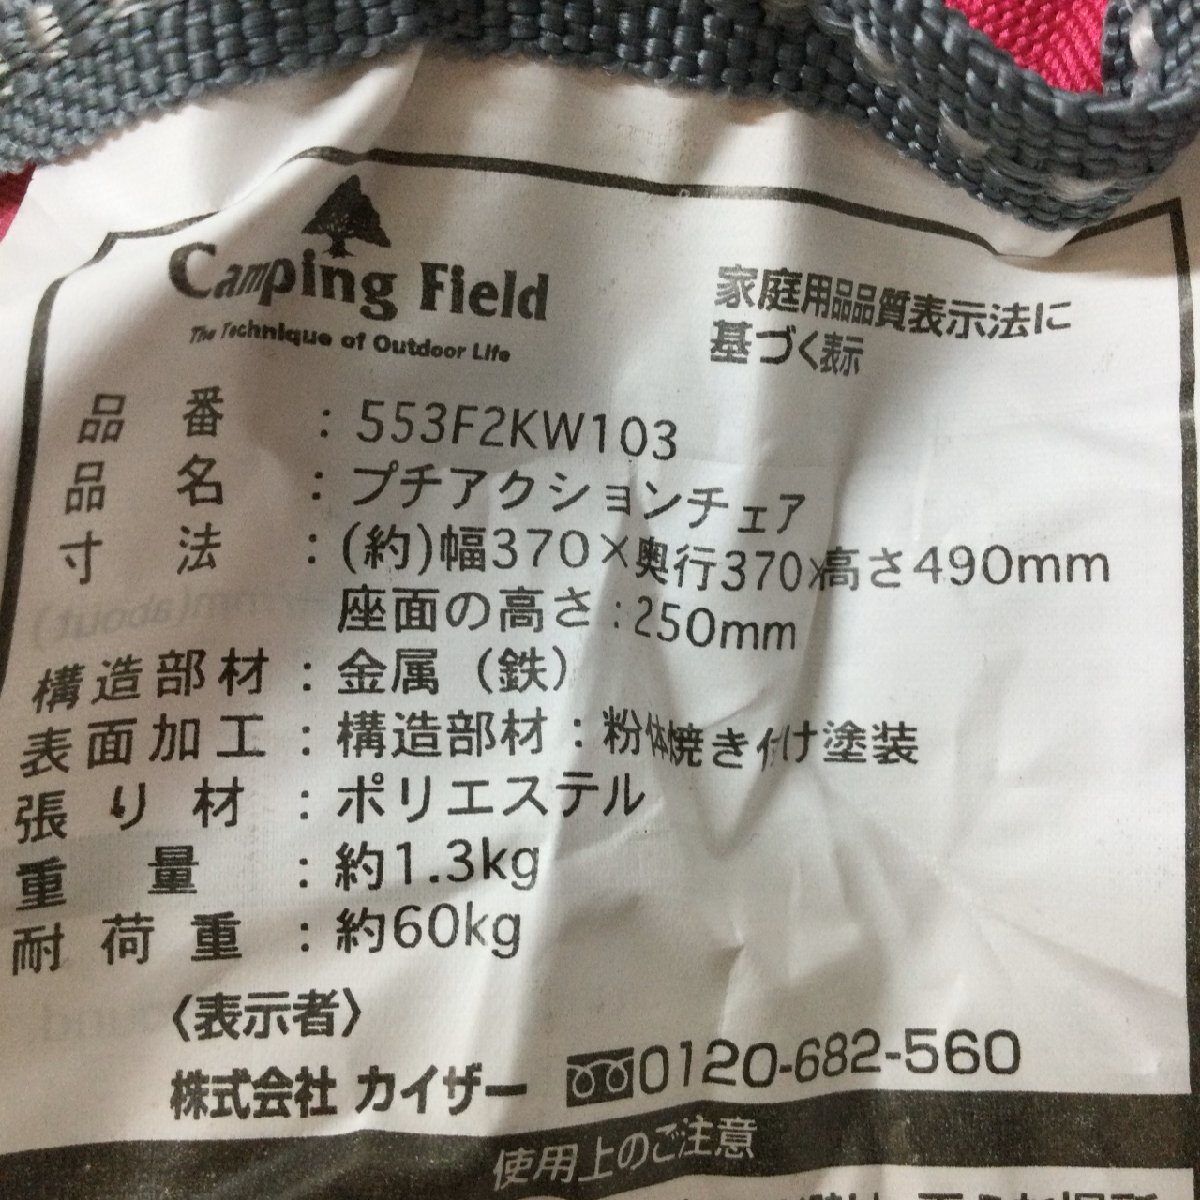 Camping Field
The Technique of Outdoor Life
家庭用品品質表示法に
基づく表示
品番：553F2KW103
品名：プチアクションチェア
寸法：(約)幅370×奥行370×高さ490mm
座面の高さ：250mm
構造部材：金属（鉄）
表面加工：構造部材：粉体焼き付け塗装
張り材：ポリエステル
重量：約1.3kg
耐荷重：約60kg
〈表示者〉
株式会社 カイザー 0120-682-560
使用上のご注意